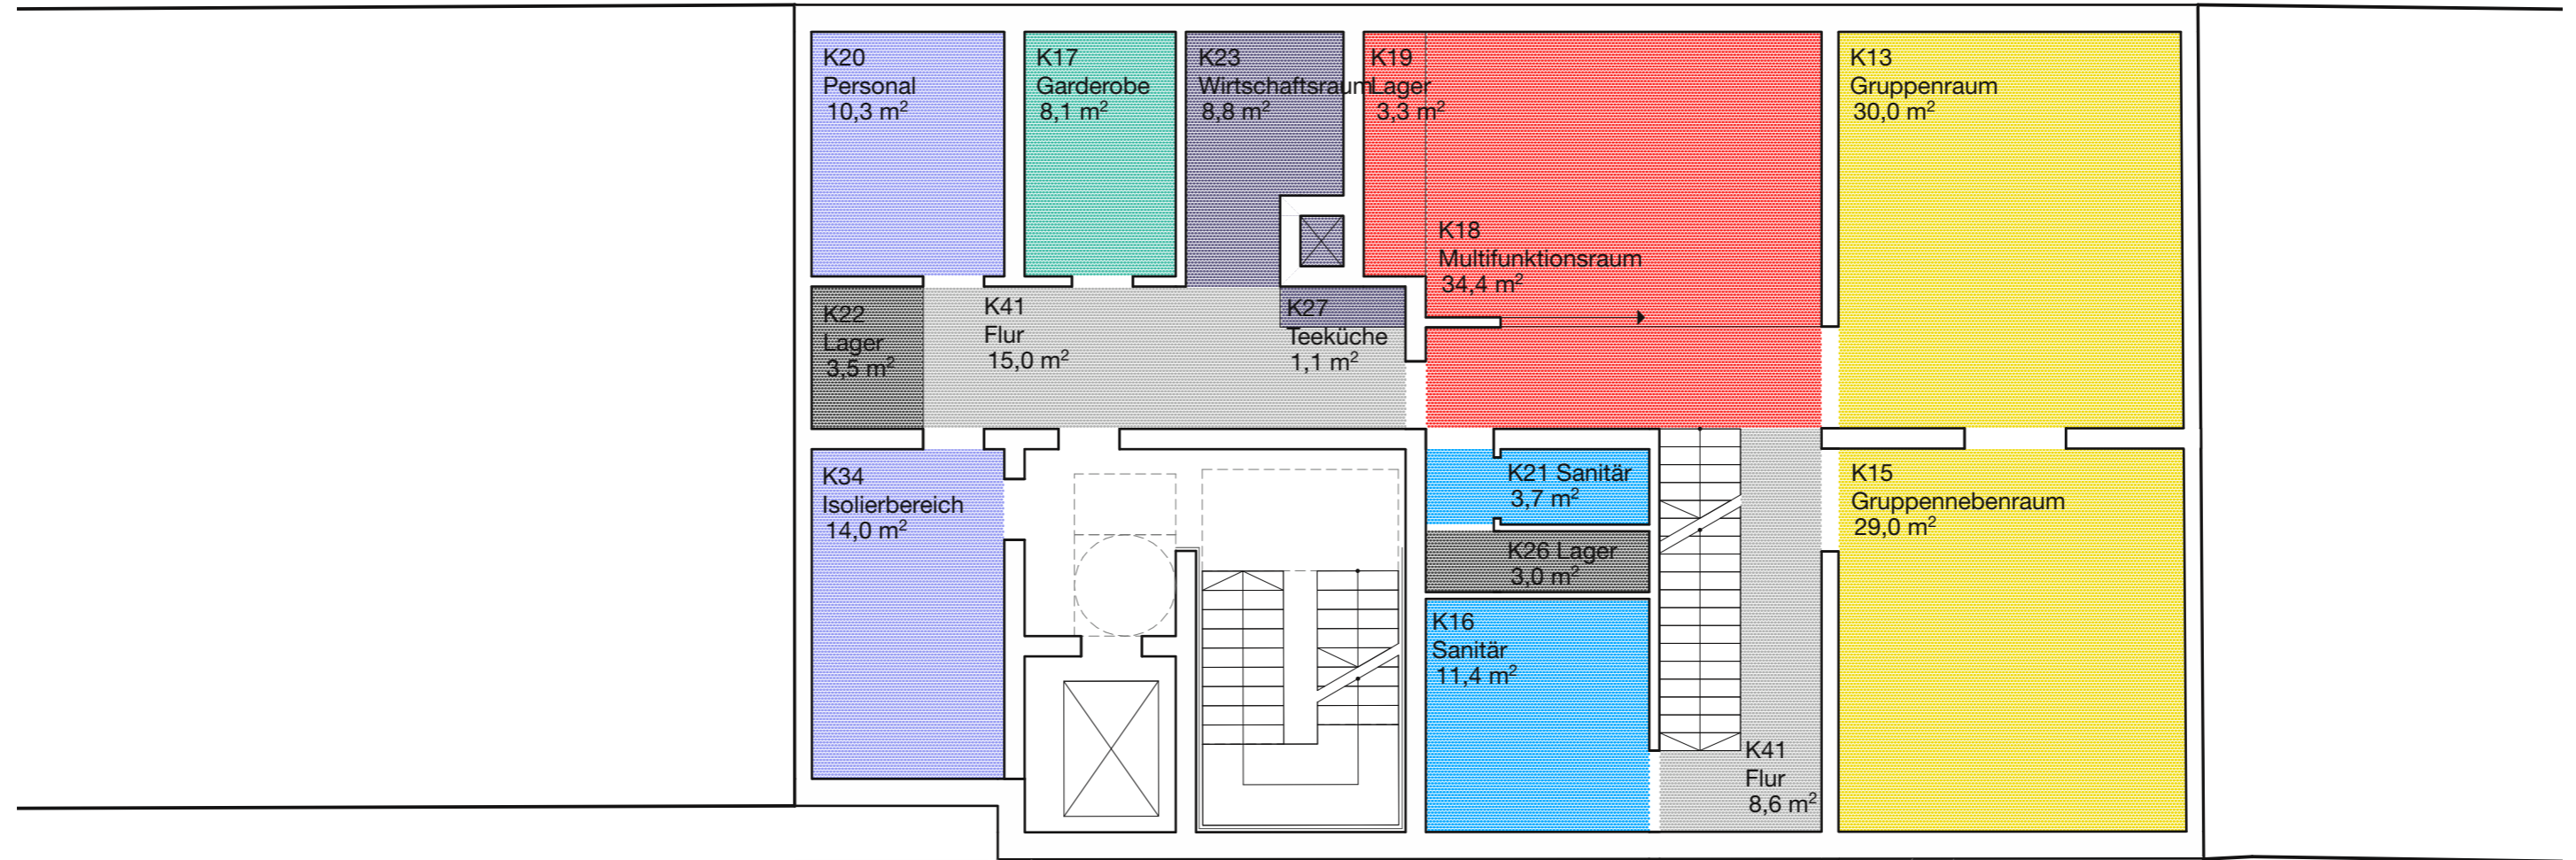 K20
Personal
10,3 m²
K17
Garderobe
8,1 m²
K23
Wirtschaftsraum
8,8 m²
K19
Lager
3,3 m²
K13
Gruppenraum
30,0 m²
K18
Multifunktionsraum
34,4 m²
K22
Lager
3,5 m²
K41
Flur
15,0 m²
K27
Teeküche
1,1 m²
K34
Isolierbereich
14,0 m²
K21 Sanitär
3,7 m²
K26 Lager
3,0 m²
K16
Sanitär
11,4 m²
K15
Gruppennebenraum
29,0 m²
K41
Flur
8,6 m²